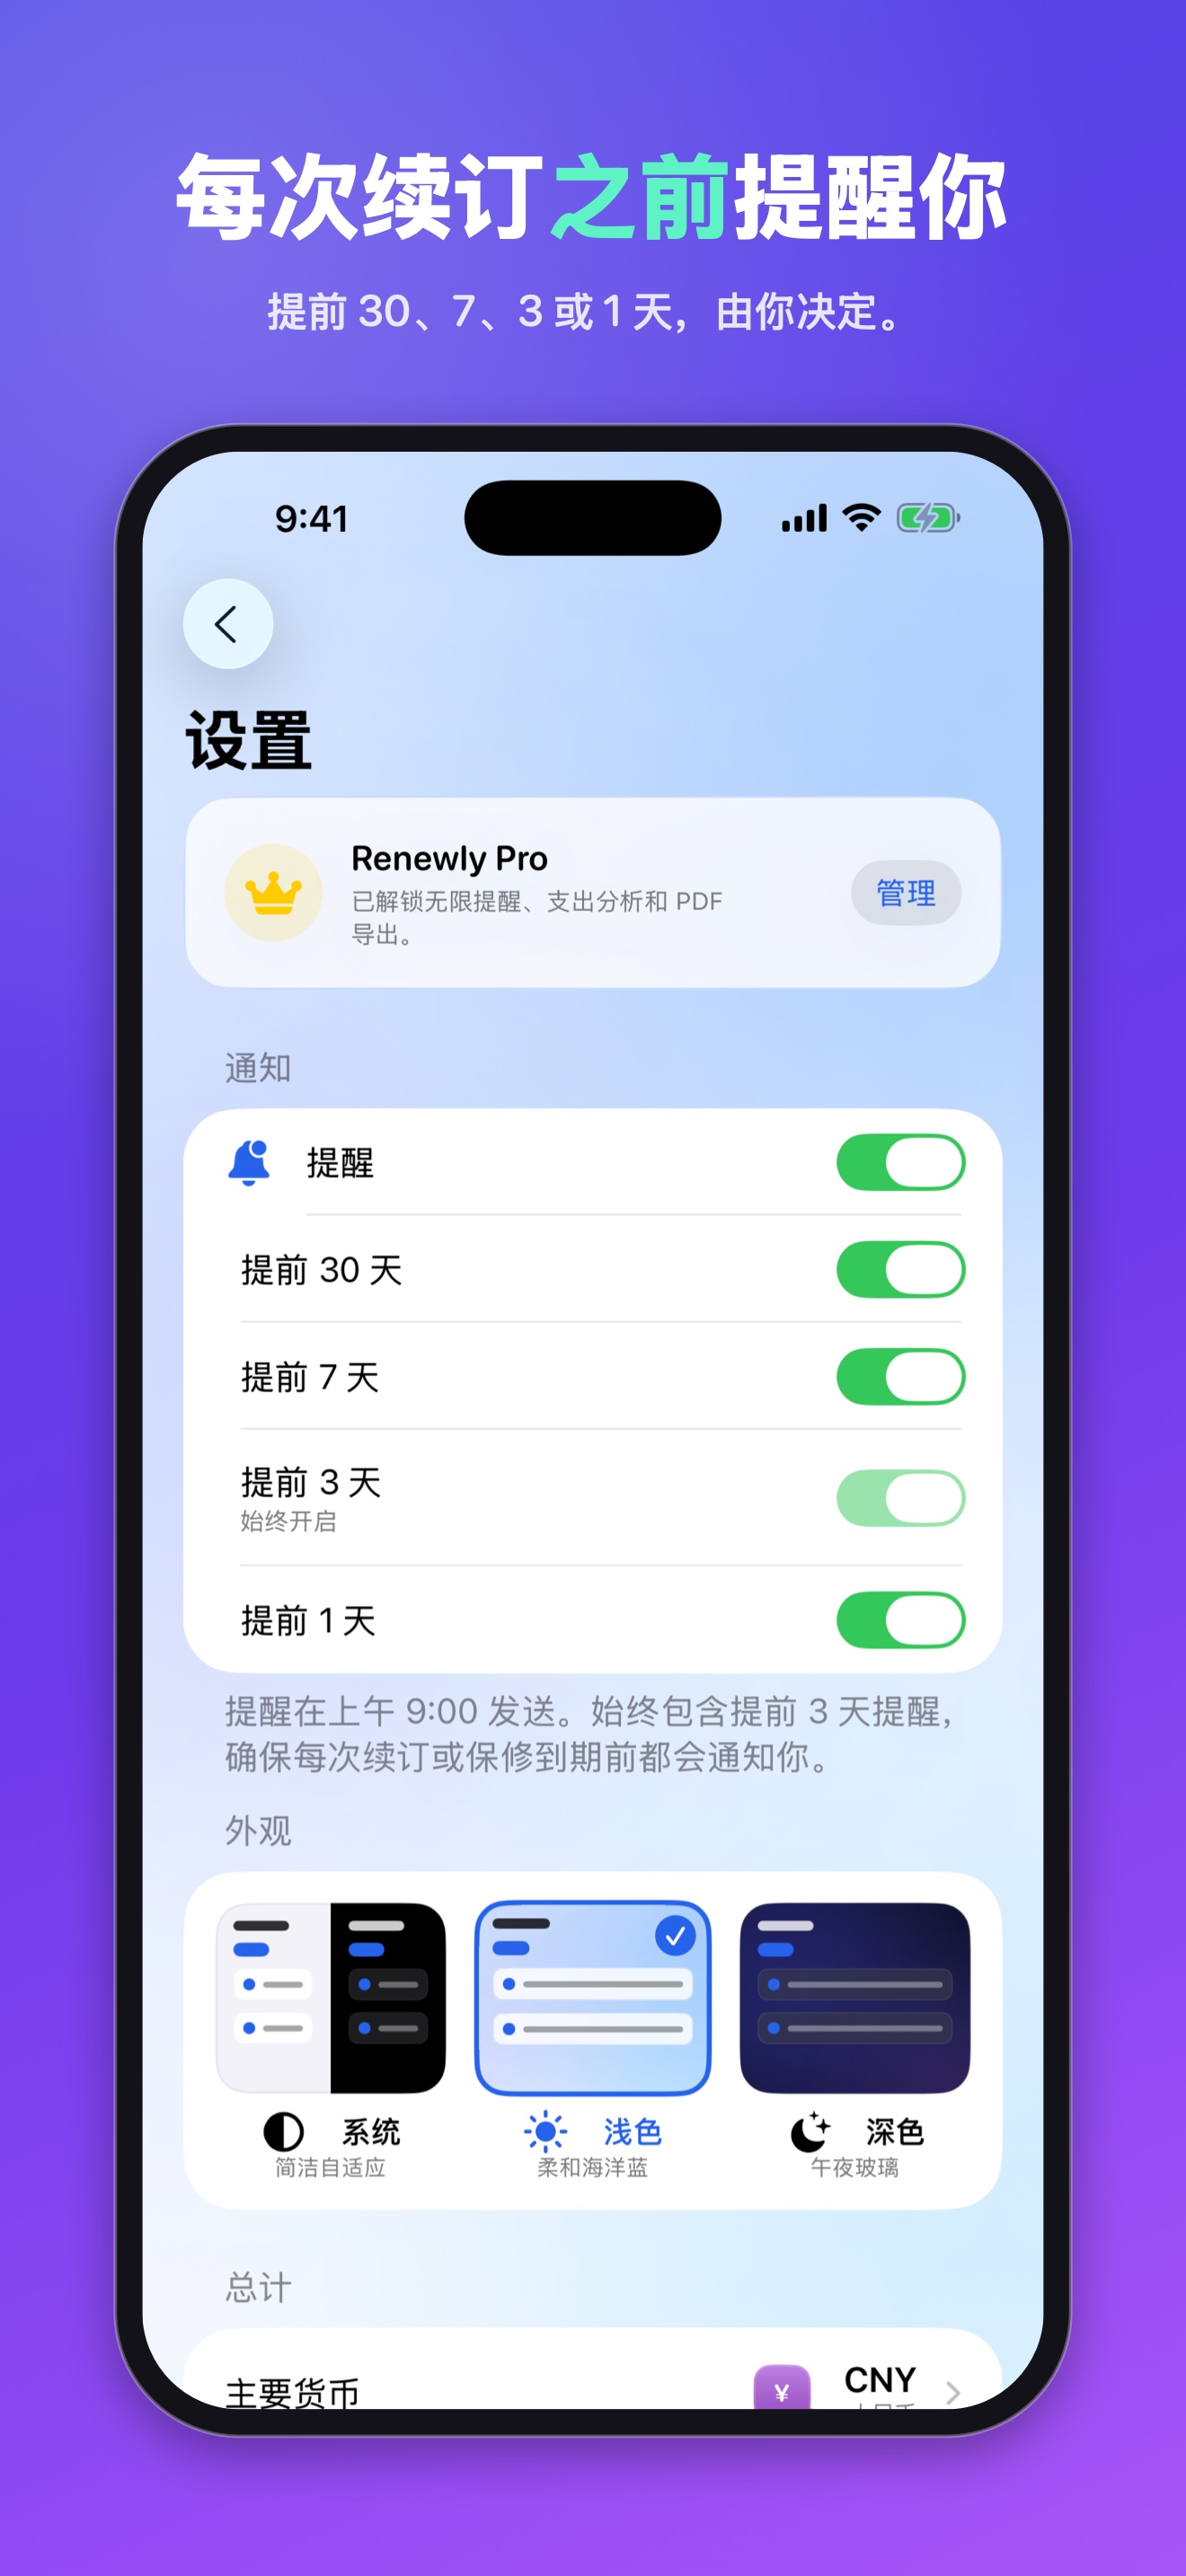 每次续订之前提醒你
提前 30、7、3 或 1 天，由你决定。
9:41
设置
Renewly Pro
已解锁无限提醒、支出分析和 PDF
导出。
管理
通知
提醒
提前 30 天
提前 7 天
提前 3 天
始终开启
提前 1 天
提醒在上午 9:00 发送。始终包含提前 3 天提醒，
确保每次续订或保修到期前都会通知你。
外观
系统
简洁自适应
浅色
柔和海洋蓝
深色
午夜玻璃
总计
主要货币
¥
CNY